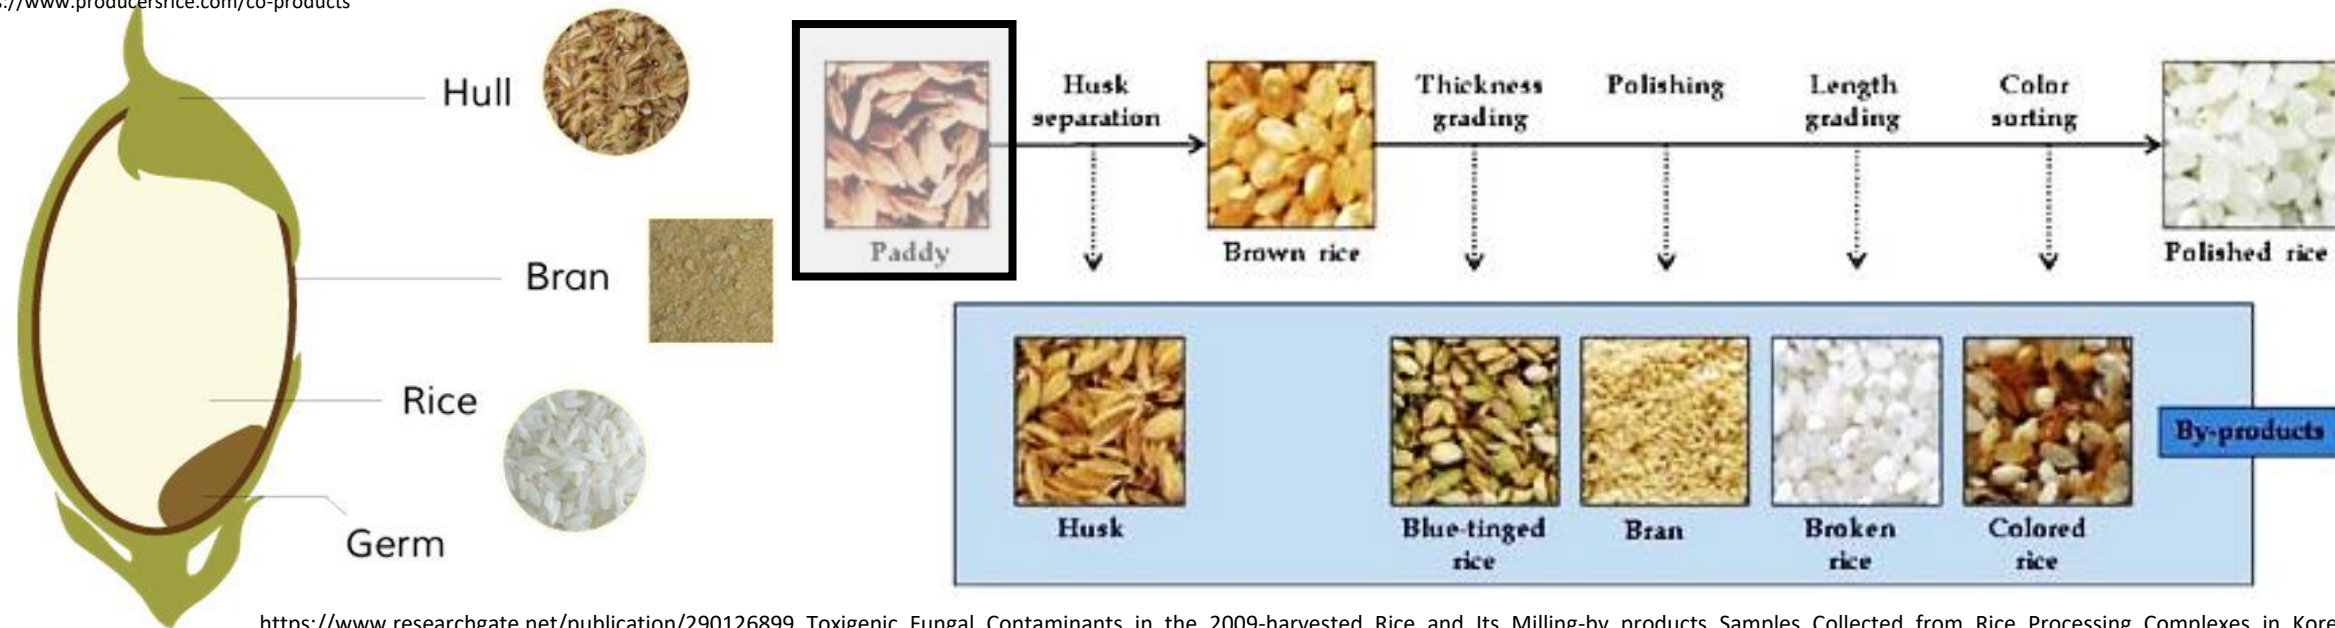 s://www.producersrice.com/co-products
Hull
Bran
Rice
Germ
Paddy
Husk
separation
Brown rice
Thickness
grading
Polishing
Length
grading
Color
sorting
Polished rice
Husk
Blue-tinged
rice
Bran
Broken
rice
Colored
rice
By-products
https://www.researchgate.net/publication/290126899_Toxigenic_Fungal_Contaminants_in_the_2009-harvested_Rice_and_Its_Milling-by_products_Samples_Collected_from_Rice_Processing_Complexes_in_Kore